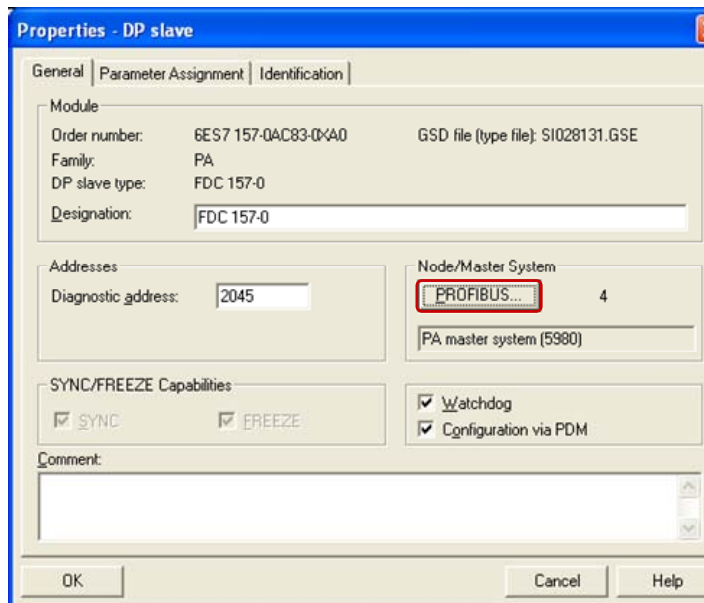 Properties - DP slave
General Parameter Assignment Identification
Module
Order number: 6ES7 157-0AC83-0XA0 GSD file (type file): SI028131.GSE
Family: PA
DP slave type: FDC 157-0
Designation: FDC 157-0
Addresses
Diagnostic address: 2045
Node/Master System
PROFIBUS... 4
PA master system (5980)
SYNC/FREEZE Capabilities
SYNC FREEZE
Watchdog
Configuration via PDM
Comment:
OK Cancel Help